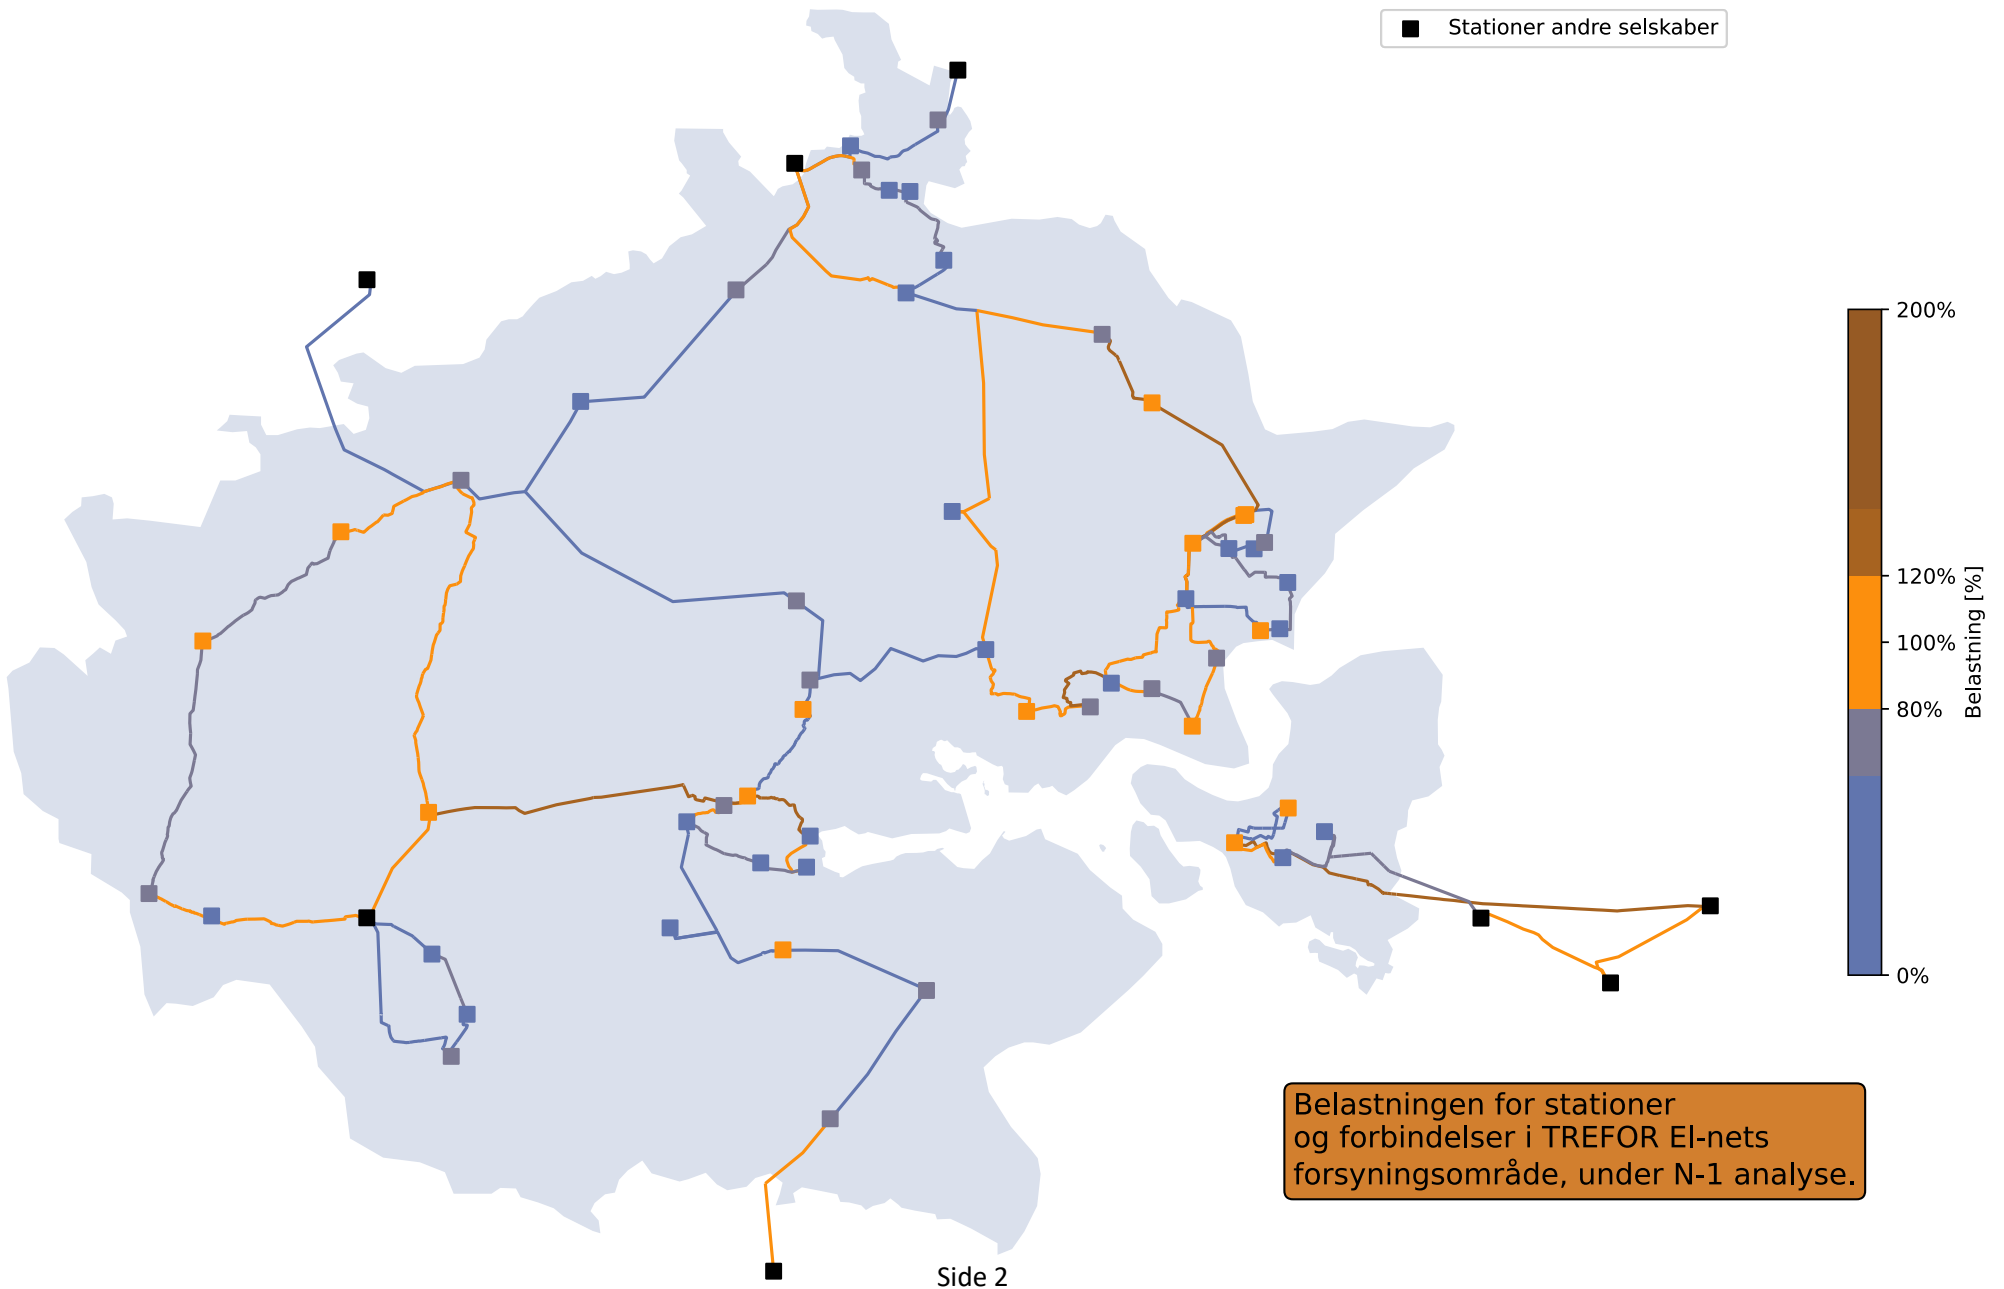 Stationer andre selskaber
200%
120%
100%
80%
0%
Belastning [%]
Belastningen for stationer
og forbindelser i TREFOR El-nets
forsyningsområde, under N-1 analyse.
Side 2